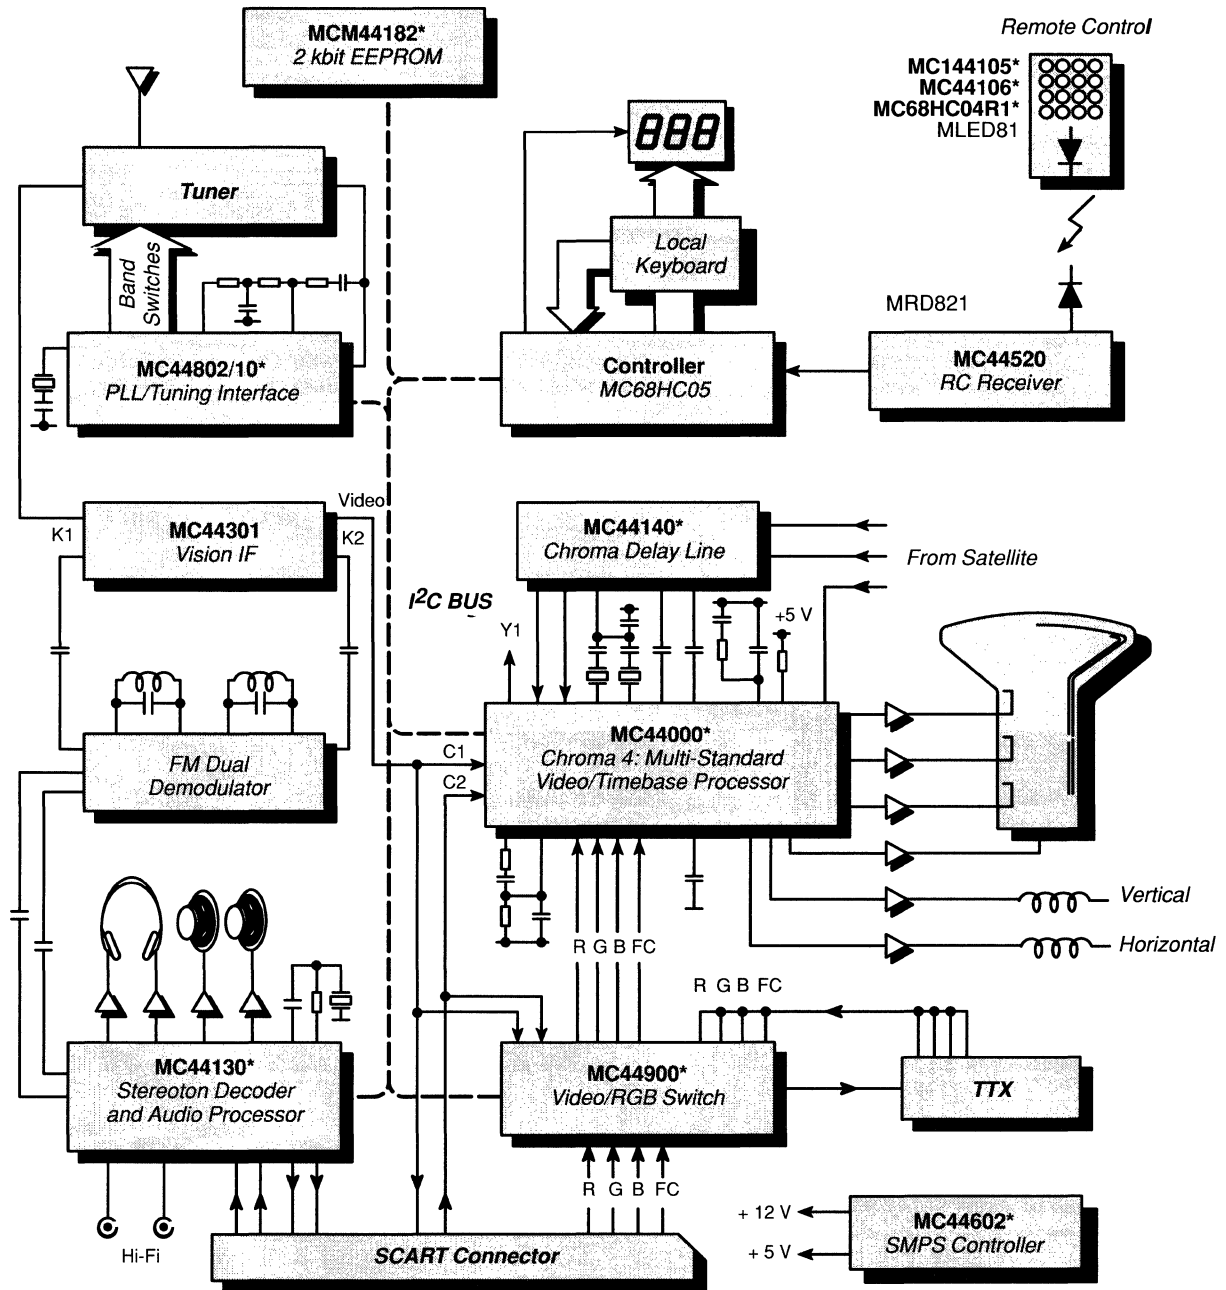 MCM44182*
2 kbit EEPROM
Remote Control
MC144105*
MC44106*
MC68HC04R1*
MLED81
888
Tuner
Band
Switches
Local
Keyboard
MRD821
MC44802/10*
PLL/Tuning Interface
Controller
MC68HC05
MC44520
RC Receiver
Video
K1
MC44301
Vision IF
K2
MC44140*
Chroma Delay Line
From Satellite
I²C BUS
Y1
+5 V
FM Dual
Demodulator
C1
C2
MC44000*
Chroma 4: Multi-Standard
Video/Timebase Processor
Vertical
Horizontal
R G B FC
R G B FC
MC44130*
Stereoton Decoder
and Audio Processor
MC44900*
Video/RGB Switch
TTX
R G B FC
Hi-Fi
SCART Connector
+ 12 V
+ 5 V
MC44602*
SMPS Controller